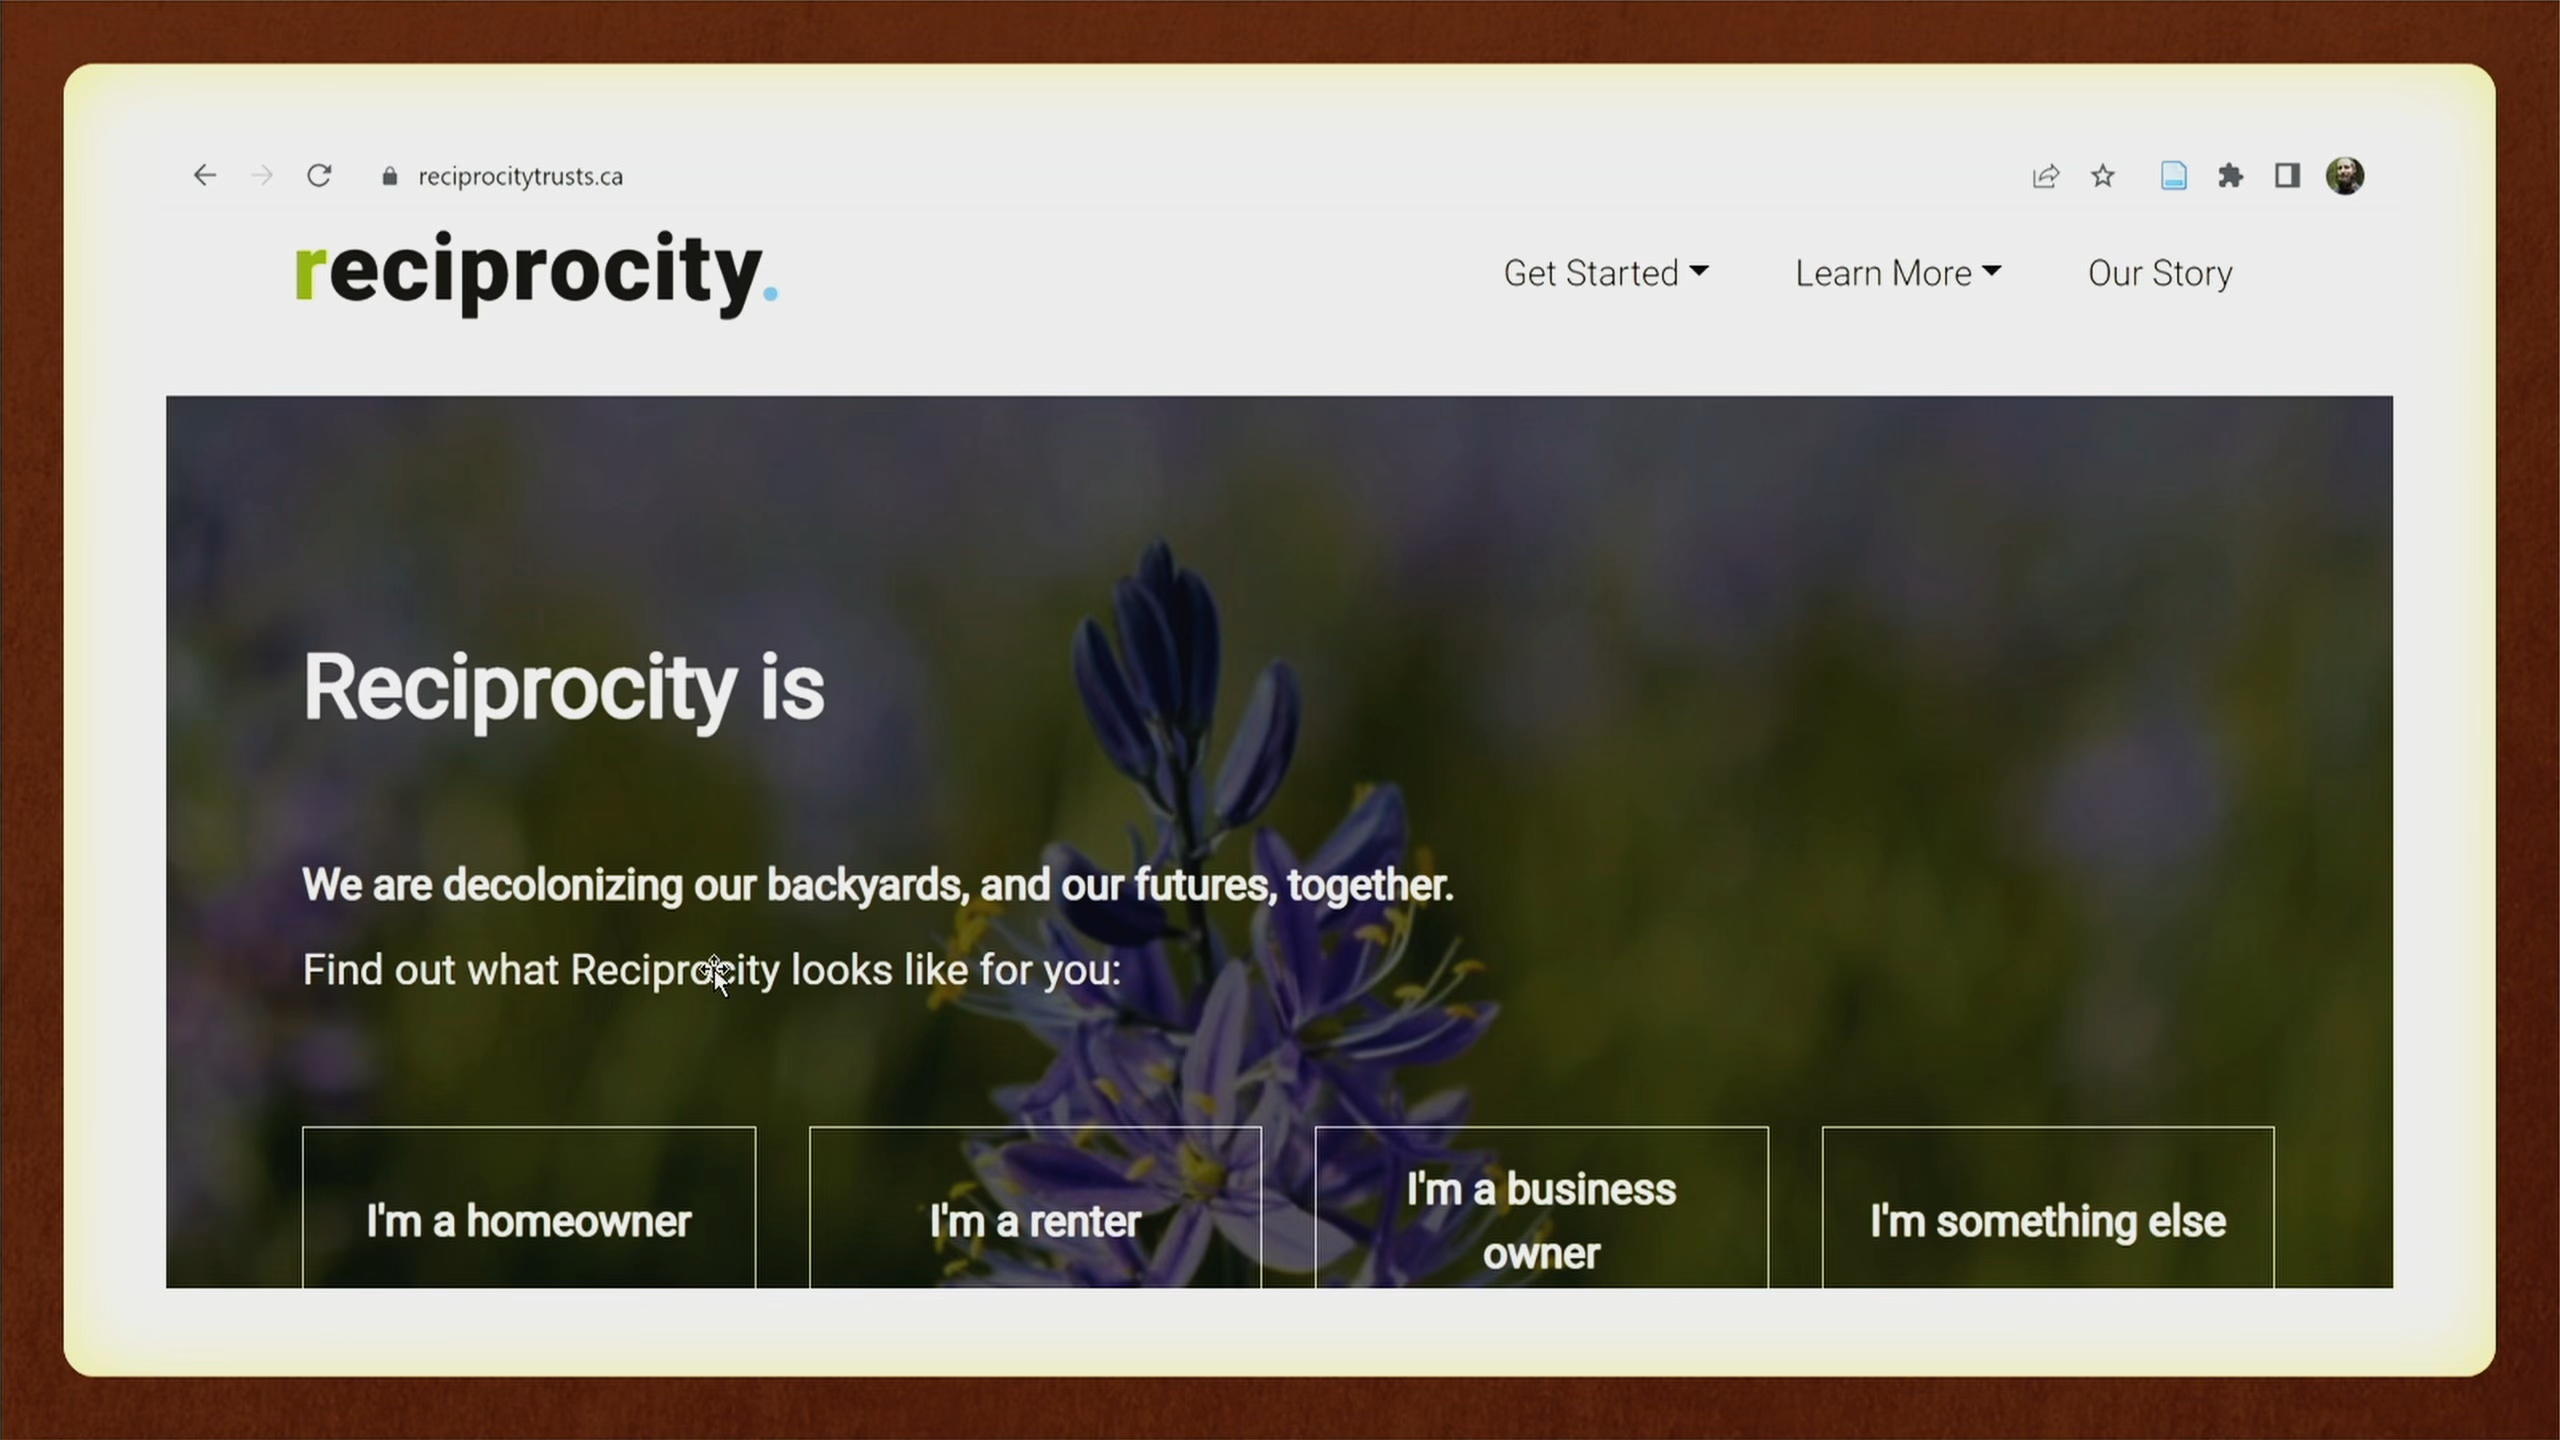 reciprocitytrusts.ca
reciprocity.
Get Started
Learn More
Our Story
Reciprocity is
We are decolonizing our backyards, and our futures, together.
Find out what Reciprocity looks like for you:
I'm a homeowner
I'm a renter
I'm a business
owner
I'm something else